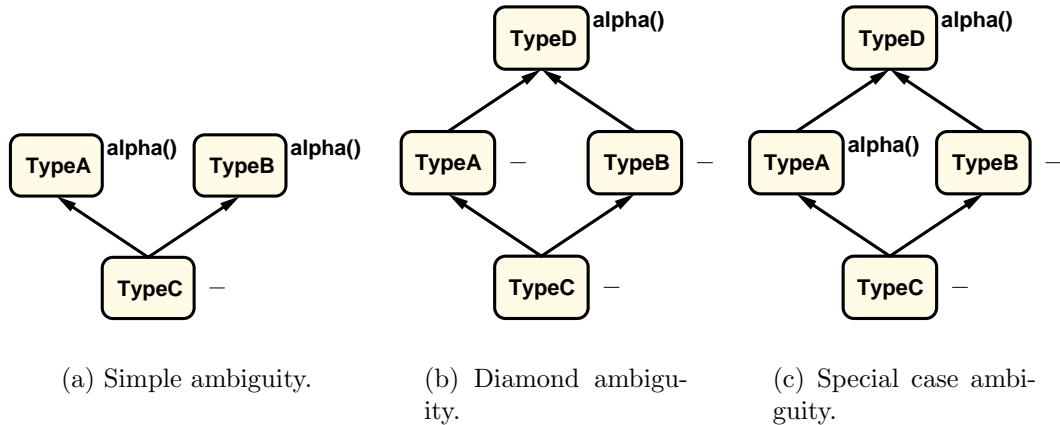 TypeA alpha()
TypeB alpha()
TypeC –
(a) Simple ambiguity.
TypeD alpha()
TypeA –
TypeB –
TypeC –
(b) Diamond ambigu-
ity.
TypeD alpha()
TypeA alpha()
TypeB –
TypeC –
(c) Special case ambi-
guity.